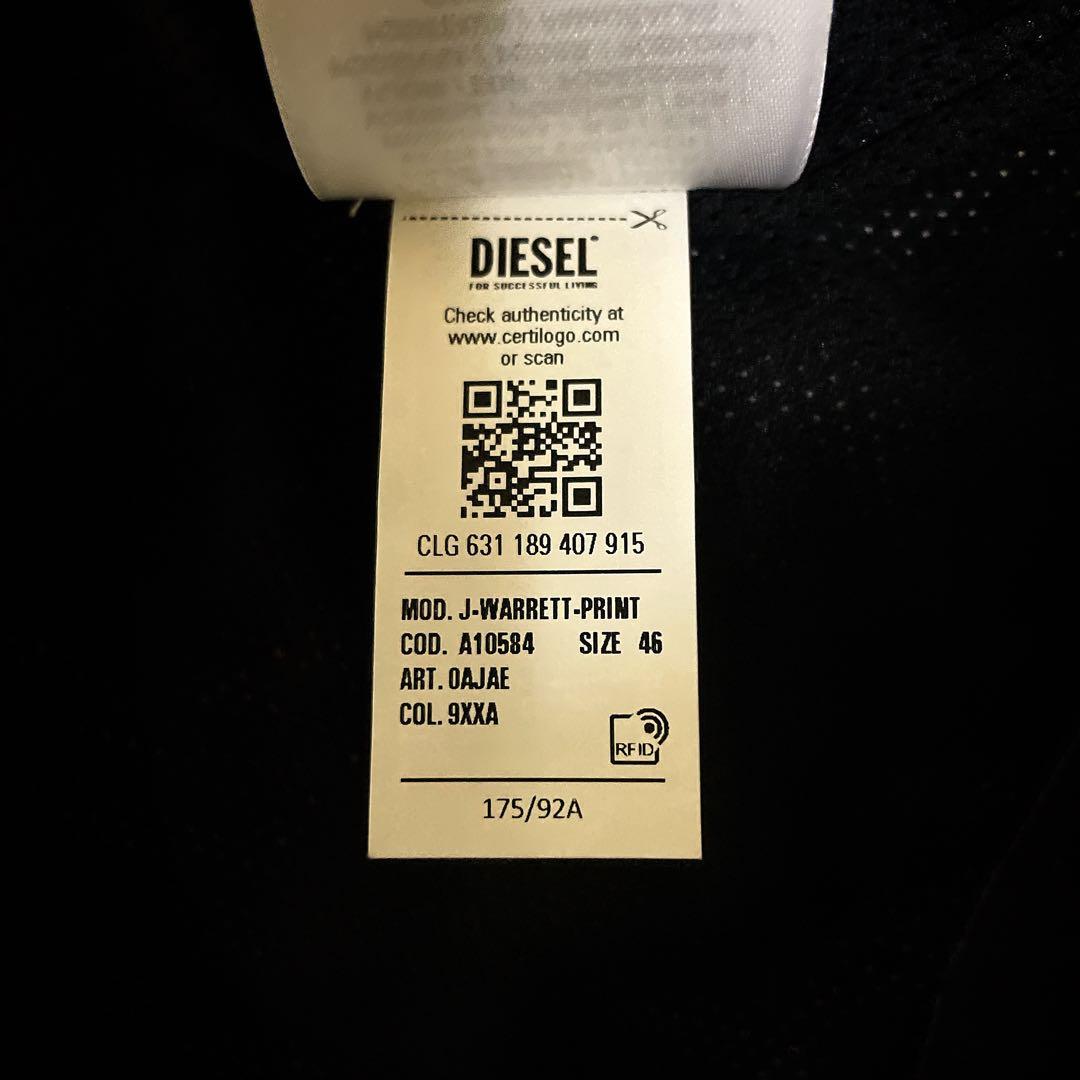 DIESEL
FOR SUCCESSFUL LIVING
Check authenticity at
www.certilogo.com
or scan
CLG 631 189 407 915
MOD. J-WARRETT-PRINT
COD. A10584 SIZE 46
ART. 0AJAE
COL. 9XXA
RFID
175/92A